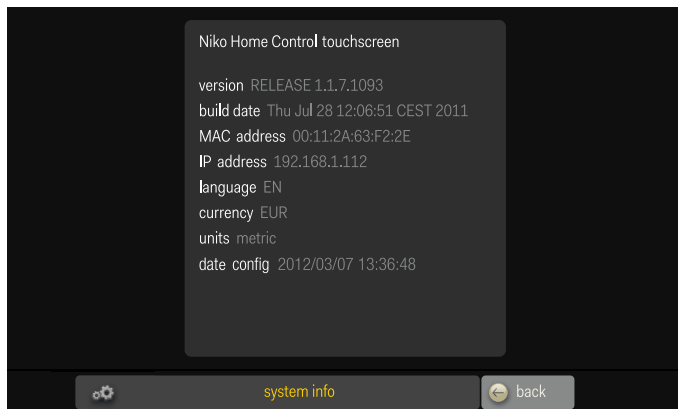 Niko Home Control touchscreen
version RELEASE 1.1.7.1093
build date Thu Jul 28 12:06:51 CEST 2011
MAC address 00:11:2A:63:F2:2E
IP address 192.168.1.112
language EN
currency EUR
units metric
date config 2012/03/07 13:36:48
system info
back